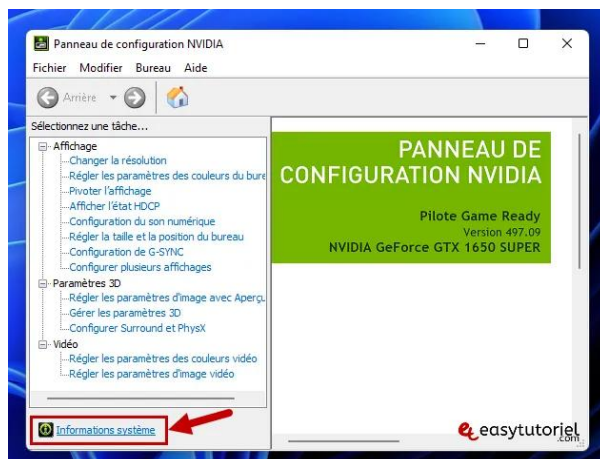 Panneau de configuration NVIDIA
Fichier Modifier Bureau Aide
Arrière
Sélectionnez une tâche...
Affichage
Changer la résolution
Régler les paramètres des couleurs du bure
Pivoter l'affichage
Afficher l'état HDCP
Configuration du son numérique
Régler la taille et la position du bureau
Configuration de G-SYNC
Configurer plusieurs affichages
Paramètres 3D
Régler les paramètres d'image avec Aperçu
Gérer les paramètres 3D
Configurer Surround et PhysX
Vidéo
Régler les paramètres des couleurs vidéo
Régler les paramètres d'image vidéo
Informations système
PANNEAU DE
CONFIGURATION NVIDIA
Pilote Game Ready
Version 497.09
NVIDIA GeForce GTX 1650 SUPER
easytutoriel
.com